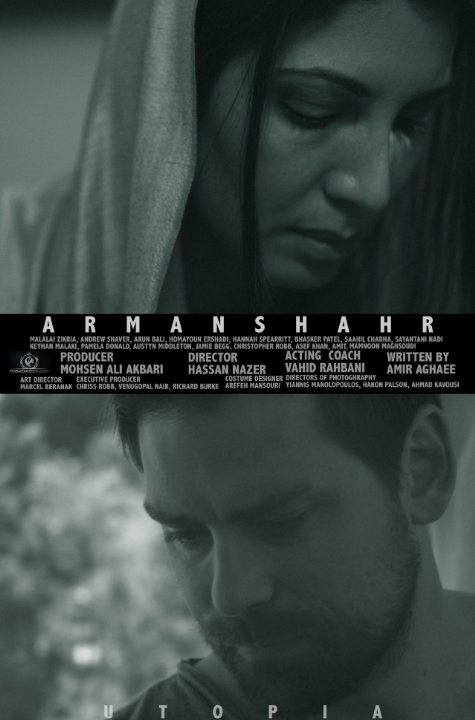 ARMANSHAHR
MALALAI ZIKRIA, ANDREW SHAVER, ARUN BALI, HOMAYOUN ERSHADI, HANNAH SPEARRITT, BHASKER PATEL, SAAHIL CHADHA, SAYANTANI NADI
KEYHAN MALAKI, PAMELA DONALD, AUSTYN MIDDLETON, JAMIE BEGG, CHRISTOPHER ROBB, ASEF KHAN, AMIT, MAMNOON MAGHSOUDI
PRODUCER DIRECTOR ACTING COACH WRITTEN BY
MOHSEN ALI AKBARI HASSAN NAZER VAHID RAHBANI AMIR AGHAEE
ART DIRECTOR EXECUTIVE PRODUCER COSTUME DESIGNER DIRECTORS OF PHOTOGHRAPHY
MARCEL BERANAK CHRISS ROBB, VENUGOPAL NAIR, RICHARD BURKE AREFEH MANSOURI YIANNIS MANOLOPOULOS, HAKON PALSON, AHMAD KAVOUSI
UTOPIA